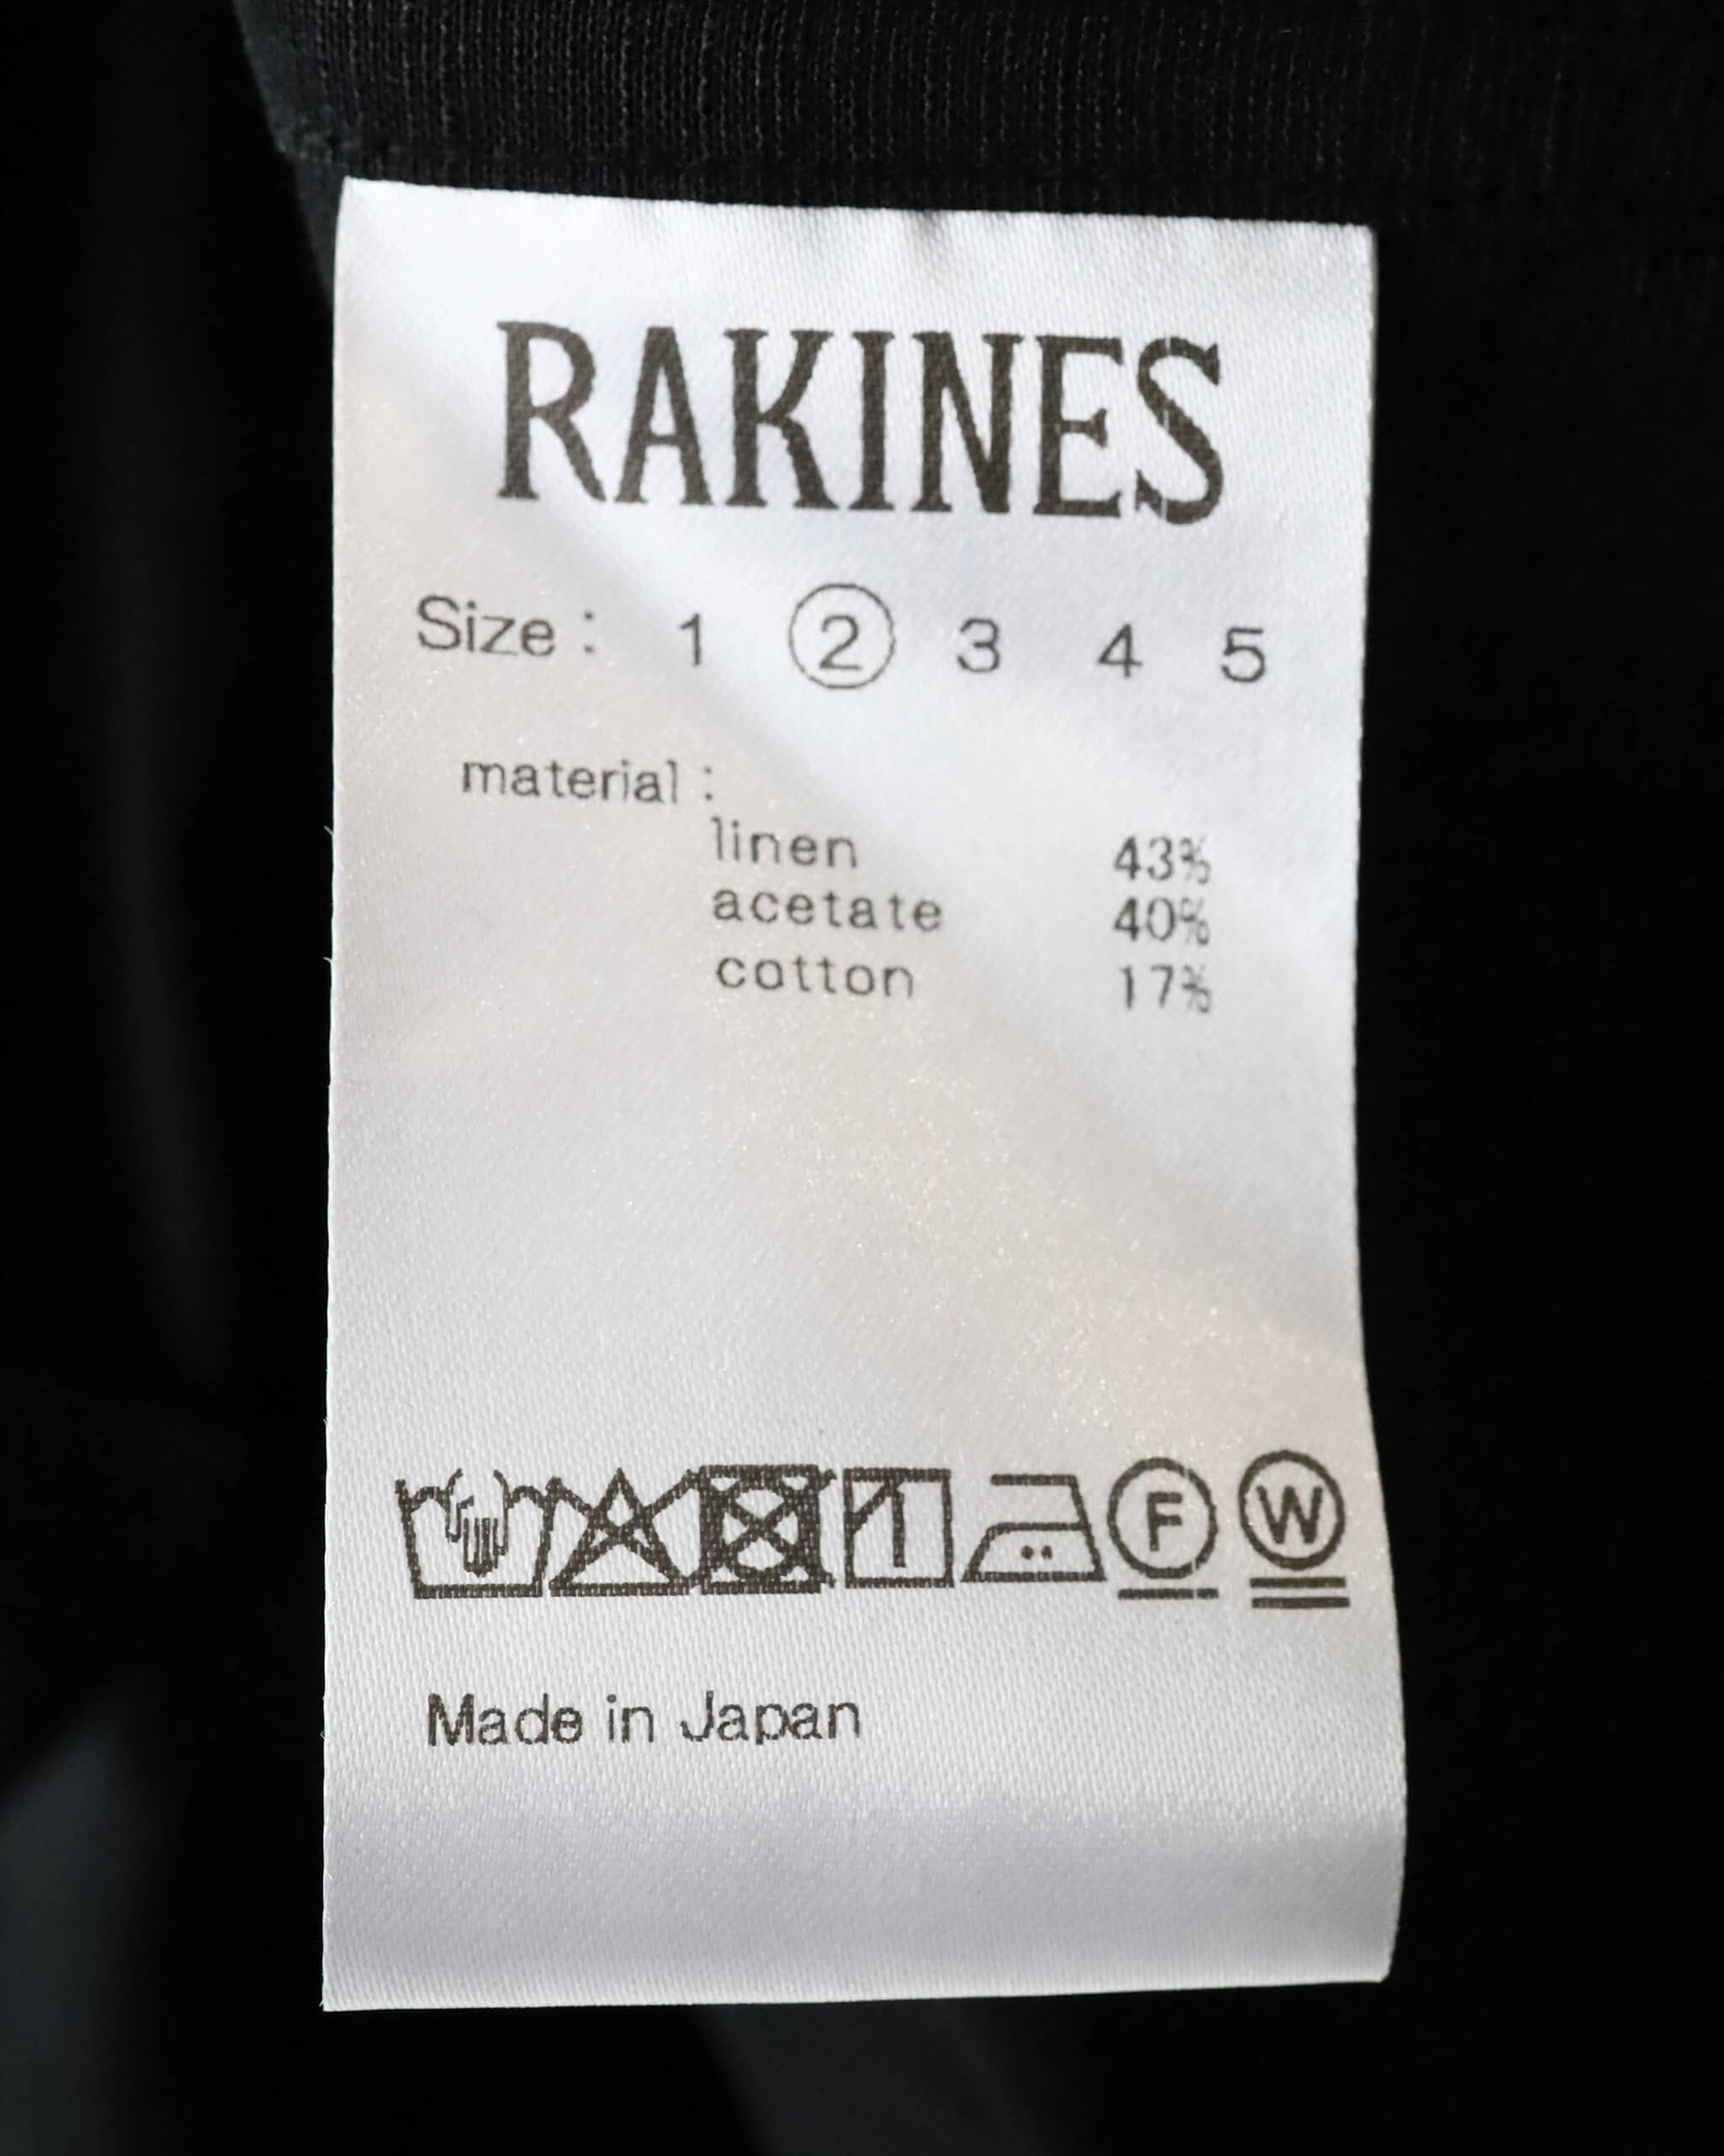 RAKINES
Size : 1 2 3 4 5
material :
linen 43%
acetate 40%
cotton 17%
F W
Made in Japan